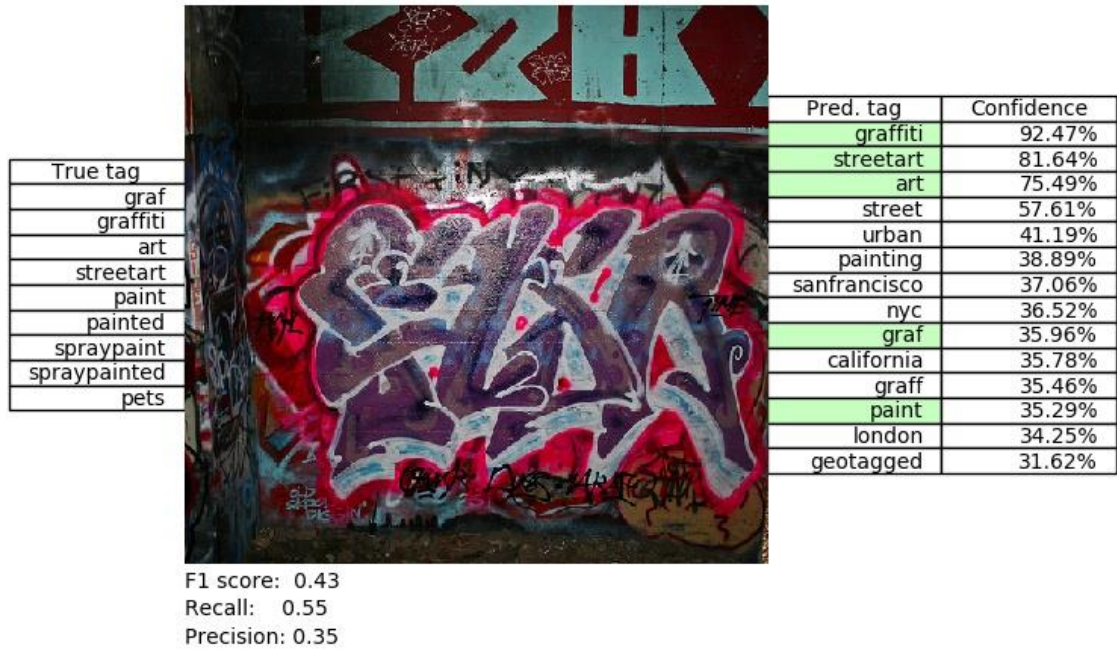 True tag
graf
graffiti
art
streetart
paint
painted
spraypaint
spraypainted
pets
Pred. tag Confidence
graffiti 92.47%
streetart 81.64%
art 75.49%
street 57.61%
urban 41.19%
painting 38.89%
sanfrancisco 37.06%
nyc 36.52%
graf 35.96%
california 35.78%
graff 35.46%
paint 35.29%
london 34.25%
geotagged 31.62%
F1 score: 0.43
Recall: 0.55
Precision: 0.35